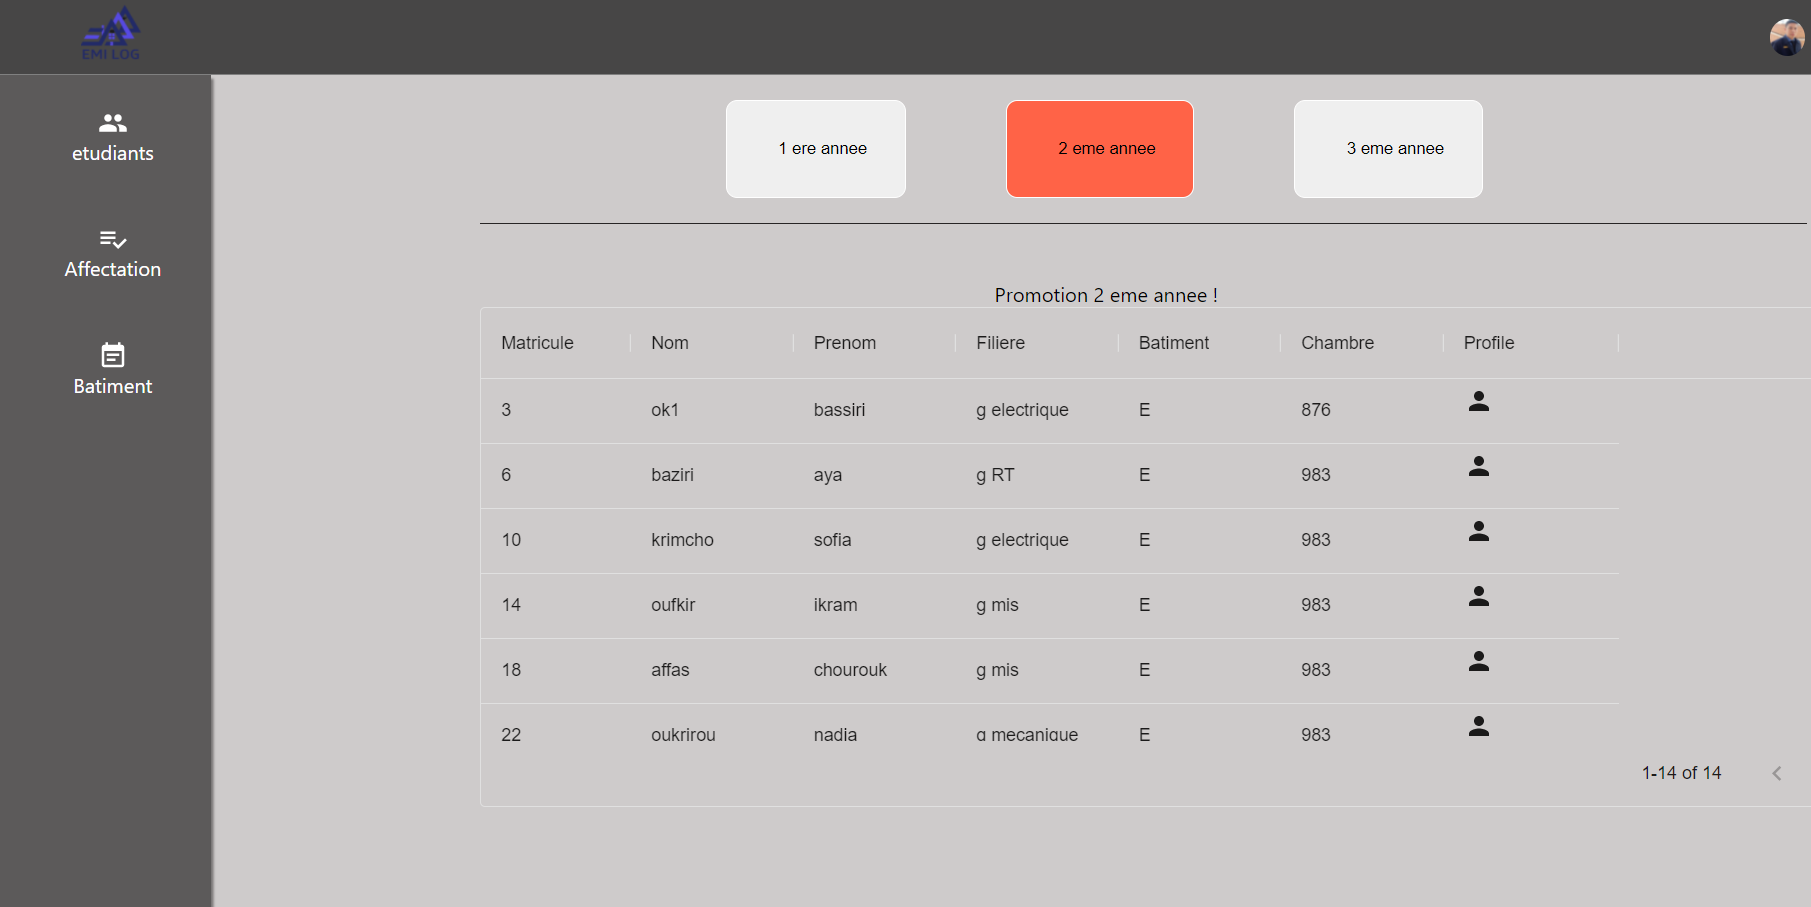 EMI LOG
etudiants
Affectation
Batiment
1 ere annee
2 eme annee
3 eme annee
Promotion 2 eme annee !
Matricule Nom Prenom Filiere Batiment Chambre Profile
3 ok1 bassiri g electrique E 876
6 baziri aya g RT E 983
10 krimcho sofia g electrique E 983
14 oufkir ikram g mis E 983
18 affas chourouk g mis E 983
22 oukrirou nadia g mecanique E 983
1-14 of 14